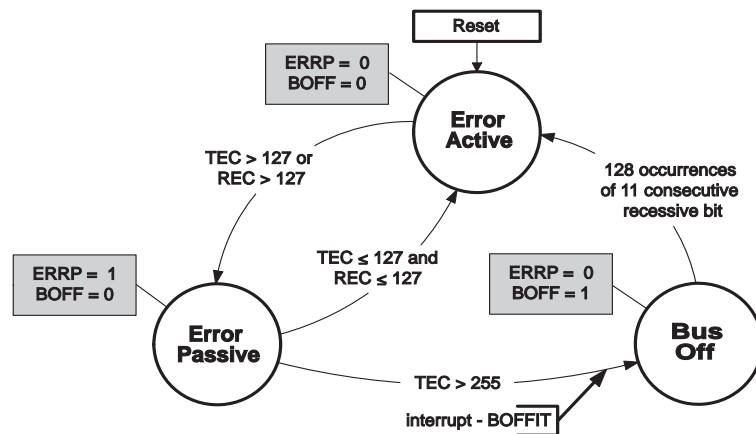 Reset
ERRP = 0
BOFF = 0
Error
Active
TEC > 127 or
REC > 127
128 occurrences
of 11 consecutive
recessive bit
TEC ≤ 127 and
REC ≤ 127
ERRP = 1
BOFF = 0
ERRP = 0
BOFF = 1
Error
Passive
Bus
Off
TEC > 255
interrupt - BOFFIT